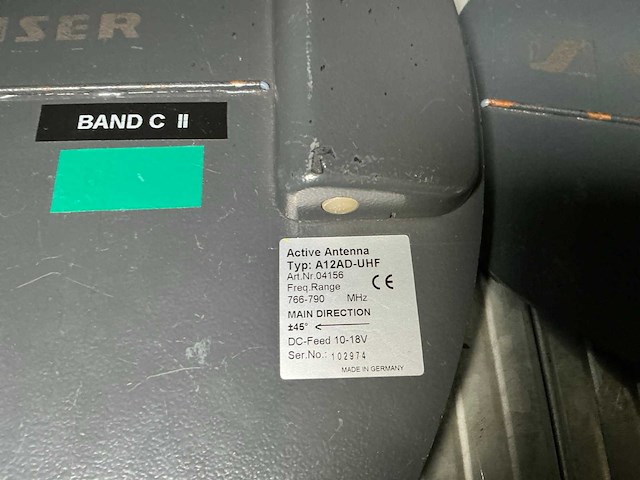 ISER
BAND C II
Active Antenna
Typ: A12AD-UHF
Art.Nr.04156
Freq.Range
CE
766-790 MHz
MAIN DIRECTION
±45°
DC-Feed 10-18V
Ser.No.: 102974
MADE IN GERMANY